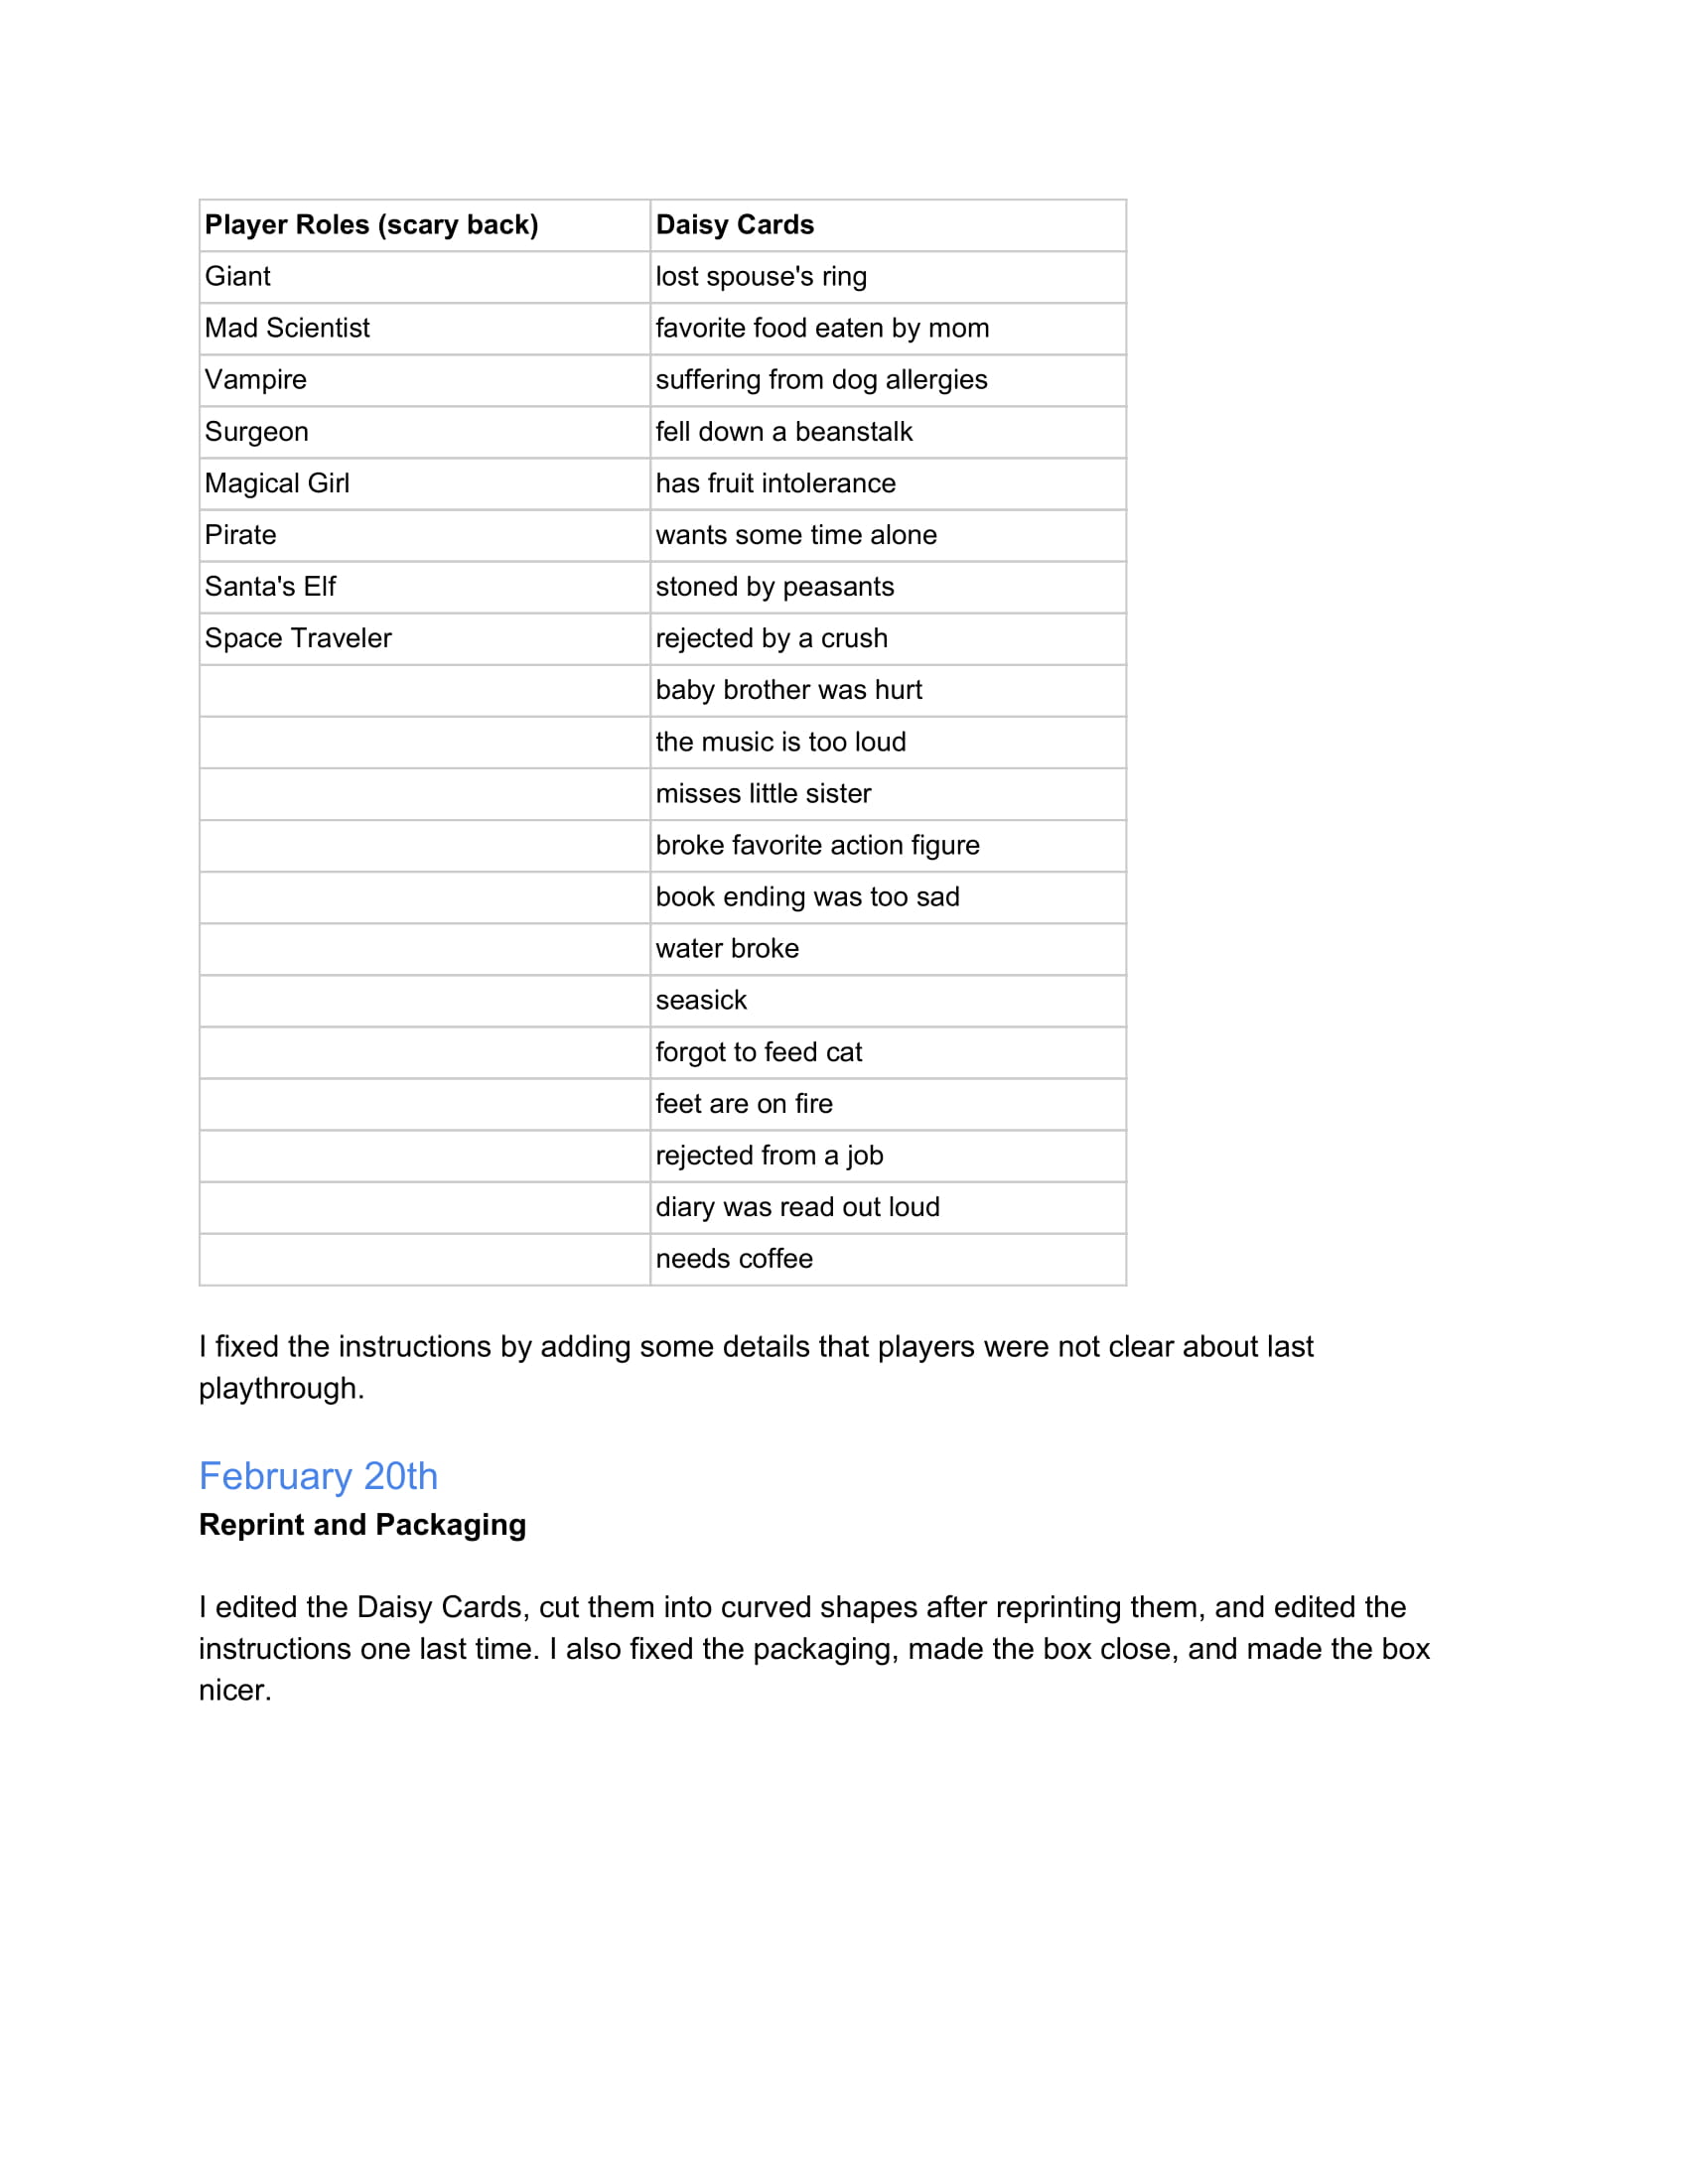 Player Roles (scary back) Daisy Cards
Giant lost spouse's ring
Mad Scientist favorite food eaten by mom
Vampire suffering from dog allergies
Surgeon fell down a beanstalk
Magical Girl has fruit intolerance
Pirate wants some time alone
Santa's Elf stoned by peasants
Space Traveler rejected by a crush
baby brother was hurt
the music is too loud
misses little sister
broke favorite action figure
book ending was too sad
water broke
seasick
forgot to feed cat
feet are on fire
rejected from a job
diary was read out loud
needs coffee
I fixed the instructions by adding some details that players were not clear about last
playthrough.
February 20th
Reprint and Packaging
I edited the Daisy Cards, cut them into curved shapes after reprinting them, and edited the
instructions one last time. I also fixed the packaging, made the box close, and made the box
nicer.